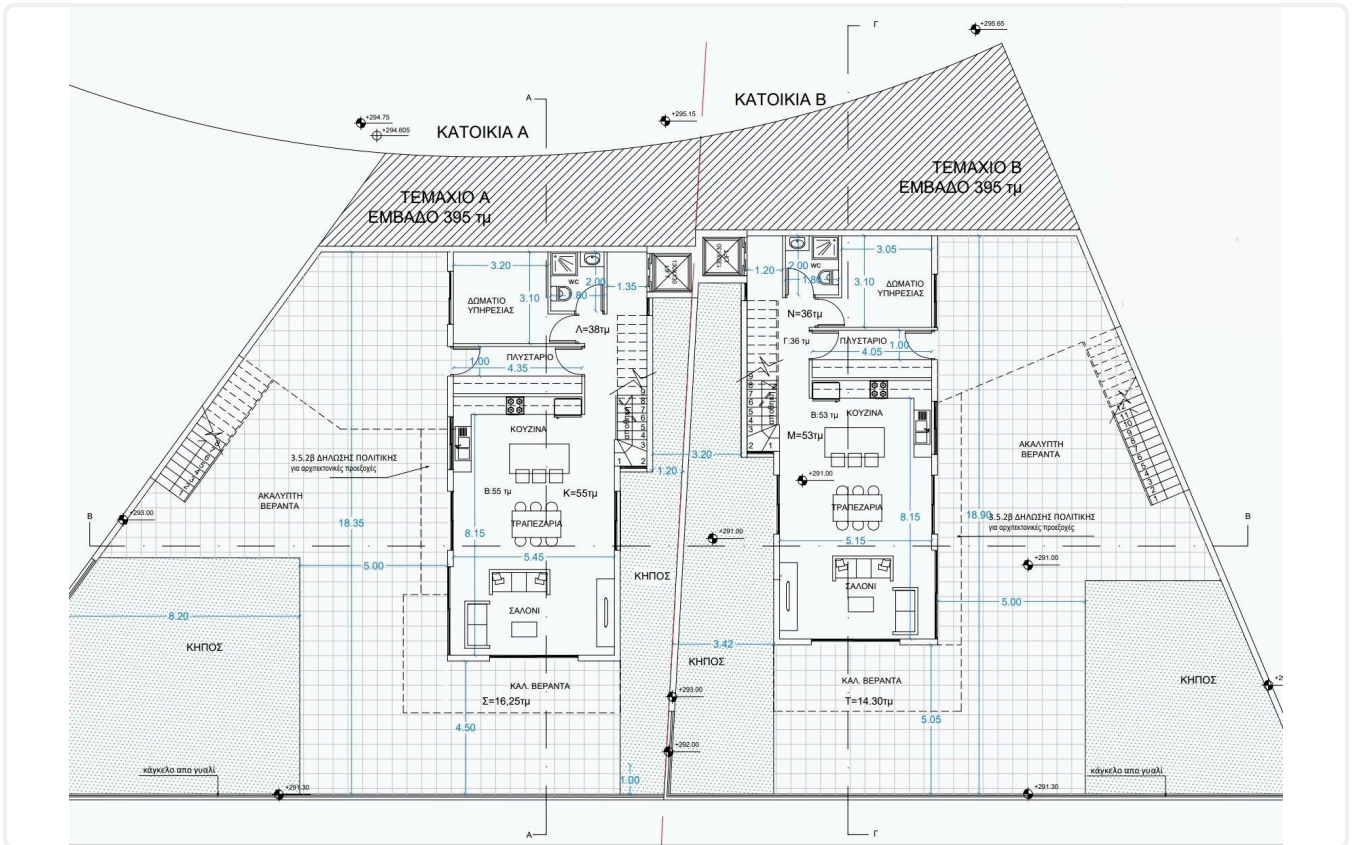 Γ
+295.65
A
ΚΑΤΟΙΚΙΑ Β
+294.75
+294.605
ΚΑΤΟΙΚΙΑ Α
+295.15
ΤΕΜΑΧΙΟ Α
ΕΜΒΑΔΟ 395 τμ
ΤΕΜΑΧΙΟ Β
ΕΜΒΑΔΟ 395 τμ
3.20
wc
2.00
3.10
1.80
1.35
ΔΩΜΑΤΙΟ
ΥΠΗΡΕΣΙΑΣ
Λ=38τμ
ΠΛΥΣΤΑΡΙΟ
1.00
4.35
1.20
2.00
wc
1.80
3.05
3.10
ΔΩΜΑΤΙΟ
ΥΠΗΡΕΣΙΑΣ
Ν=36τμ
Γ:36 τμ
ΠΛΥΣΤΑΡΙΟ
1.00
4.05
ΚΟΥΖΙΝΑ
αποθήκη
3.5.2β ΔΗΛΩΣΗΣ ΠΟΛΙΤΙΚΗΣ
για αρχιτεκτονικές προεξοχές
ΑΚΑΛΥΠΤΗ
ΒΕΡΑΝΤΑ
Β:55 τμ
Κ=55τμ
ΤΡΑΠΕΖΑΡΙΑ
+293.00
18.35
8.15
5.45
5.00
Β
3.20
1.20
+291.00
ΚΗΠΟΣ
Β:53 τμ
ΚΟΥΖΙΝΑ
Μ=53τμ
+291.00
ΤΡΑΠΕΖΑΡΙΑ
8.15
5.15
ΑΚΑΛΥΠΤΗ
ΒΕΡΑΝΤΑ
18.90
3.5.2β ΔΗΛΩΣΗΣ ΠΟΛΙΤΙΚΗΣ
για αρχιτεκτονικές προεξοχές
Β
+291.00
5.00
8.20
ΚΗΠΟΣ
ΣΑΛΟΝΙ
ΣΑΛΟΝΙ
3.42
ΚΗΠΟΣ
ΚΗΠΟΣ
ΚΑΛ. ΒΕΡΑΝΤΑ
Σ=16,25τμ
4.50
+293.00
ΚΑΛ. ΒΕΡΑΝΤΑ
Τ=14.30τμ
5.05
+292.00
1.00
κάγκελο απο γυαλί
+291.30
κάγκελο απο γυαλί
+291.30
A
Γ